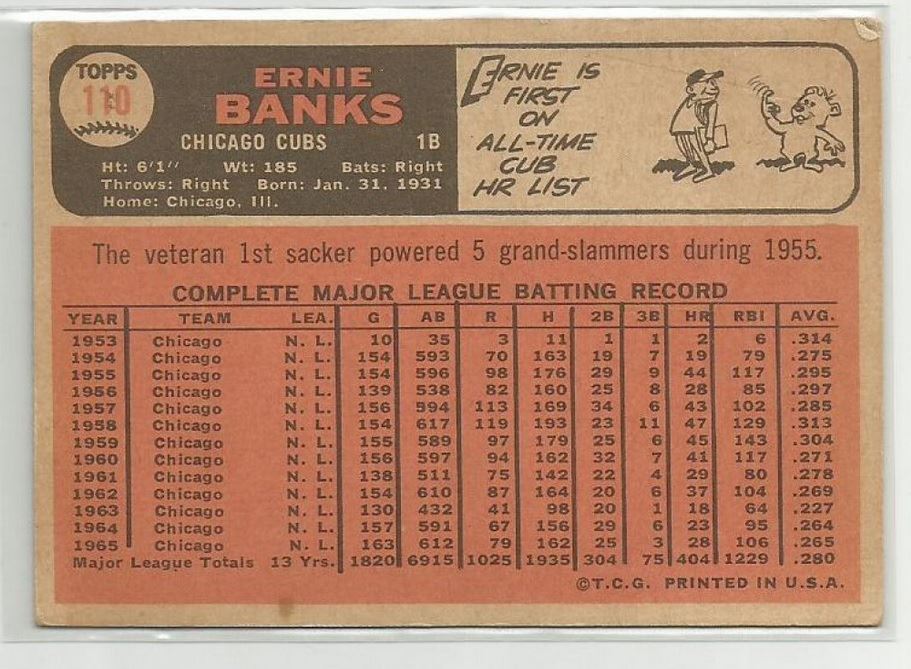 TOPPS
110
ERNIE
BANKS
CHICAGO CUBS 1B
Ht: 6'1" Wt: 185 Bats: Right
Throws: Right Born: Jan. 31, 1931
Home: Chicago, Ill.
ERNIE IS
FIRST
ON
ALL-TIME
CUB
HR LIST
The veteran 1st sacker powered 5 grand-slammers during 1955.
COMPLETE MAJOR LEAGUE BATTING RECORD
YEAR TEAM LEA. G AB R H 2B 3B HR RBI AVG.
1953 Chicago N. L. 10 35 3 11 1 1 2 6 .314
1954 Chicago N. L. 154 593 70 163 19 7 19 79 .275
1955 Chicago N. L. 154 596 98 176 29 9 44 117 .295
1956 Chicago N. L. 139 538 82 160 25 8 28 85 .297
1957 Chicago N. L. 156 594 113 169 34 6 43 102 .285
1958 Chicago N. L. 154 617 119 193 23 11 47 129 .313
1959 Chicago N. L. 155 589 97 179 25 6 45 143 .304
1960 Chicago N. L. 156 597 94 162 32 7 41 117 .271
1961 Chicago N. L. 138 511 75 142 22 4 29 80 .278
1962 Chicago N. L. 154 610 87 164 20 6 37 104 .269
1963 Chicago N. L. 130 432 41 98 20 1 18 64 .227
1964 Chicago N. L. 157 591 67 156 29 6 23 95 .264
1965 Chicago N. L. 163 612 79 162 25 3 28 106 .265
Major League Totals 13 Yrs. 1820 6915 1025 1935 304 75 404 1229 .280
©T.C.G. PRINTED IN U.S.A.